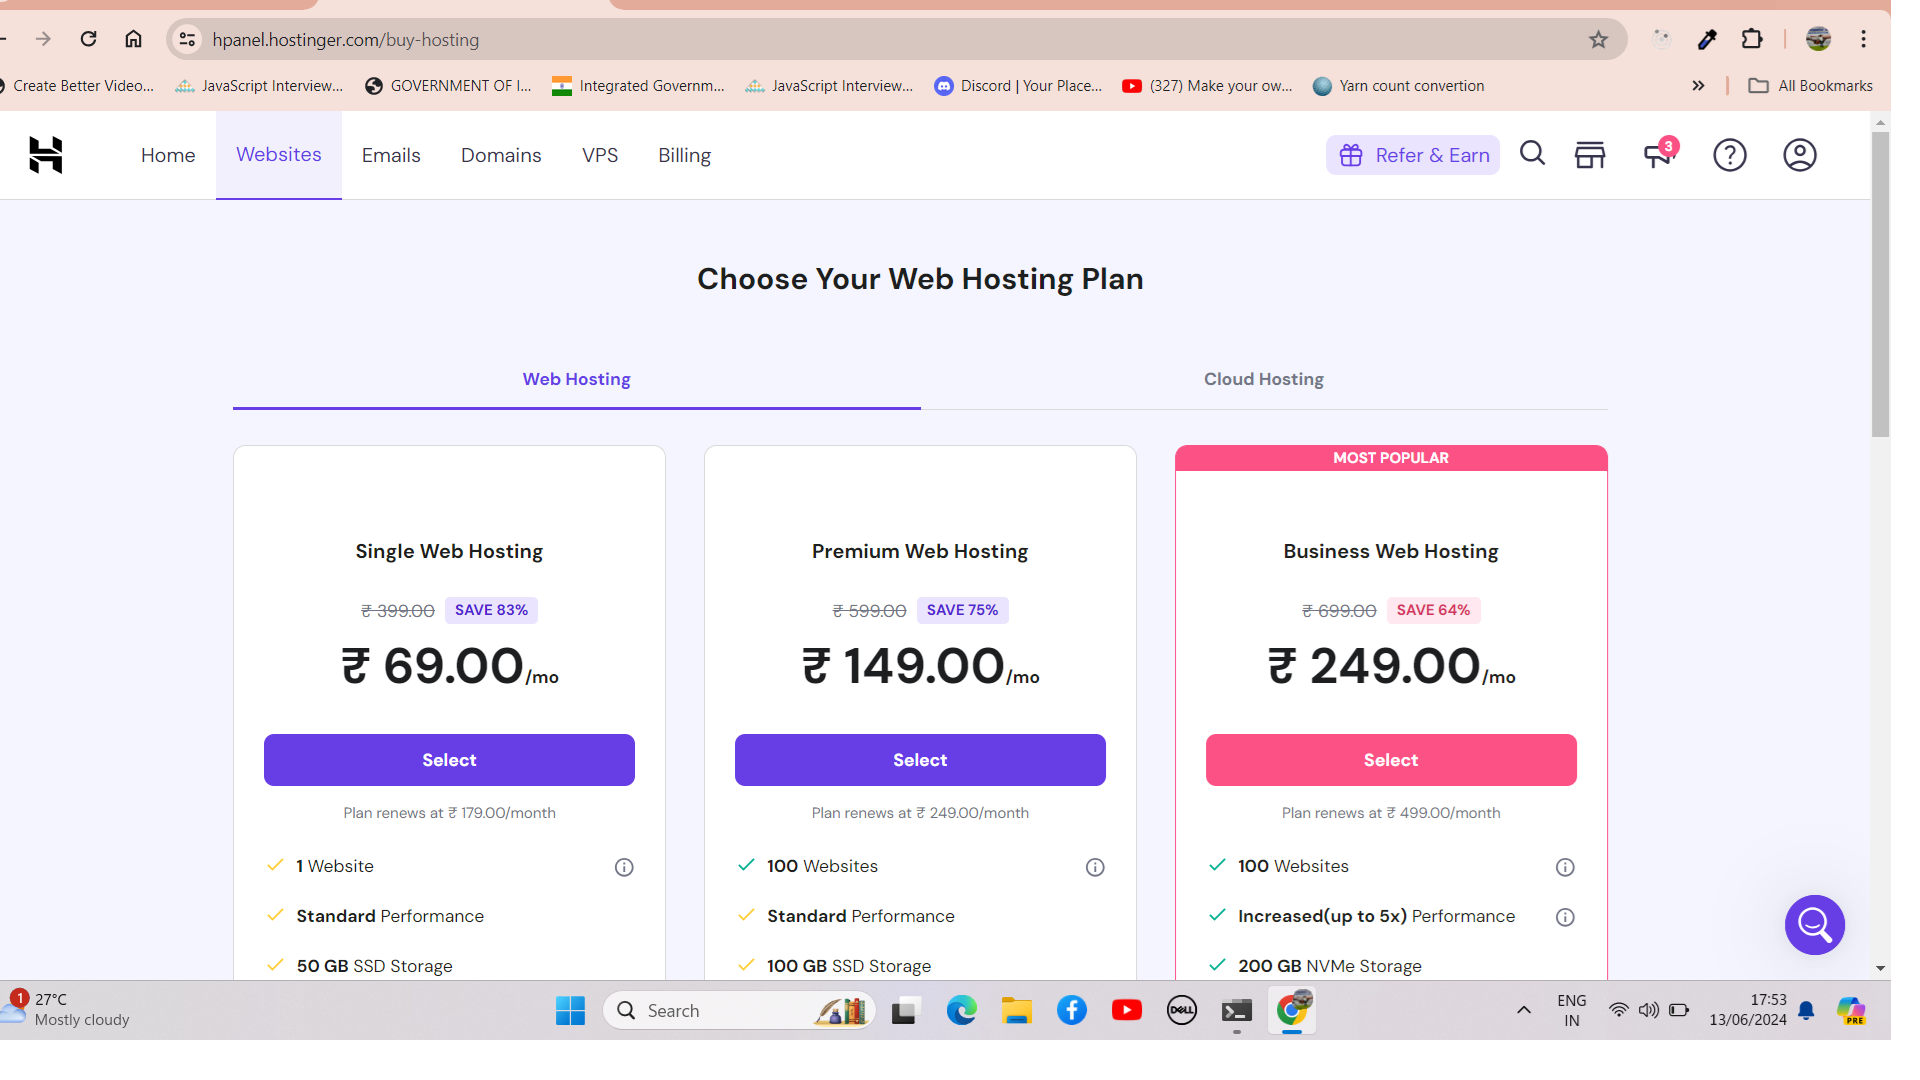 hpanel.hostinger.com/buy-hosting
Create Better Video... JavaScript Interview... GOVERNMENT OF I... Integrated Governm... JavaScript Interview... Discord | Your Place... (327) Make your ow... Yarn count convertion » All Bookmarks
Home Websites Emails Domains VPS Billing Refer & Earn 3
Choose Your Web Hosting Plan
Web Hosting Cloud Hosting
MOST POPULAR
Single Web Hosting Premium Web Hosting Business Web Hosting
₹ 399.00 SAVE 83% ₹ 599.00 SAVE 75% ₹ 699.00 SAVE 64%
₹ 69.00/mo ₹ 149.00/mo ₹ 249.00/mo
Select Select Select
Plan renews at ₹ 179.00/month Plan renews at ₹ 249.00/month Plan renews at ₹ 499.00/month
1 Website 100 Websites 100 Websites
Standard Performance Standard Performance Increased(up to 5x) Performance
50 GB SSD Storage 100 GB SSD Storage 200 GB NVMe Storage
1 27°C Search DELL ENG 17:53
Mostly cloudy IN 13/06/2024 PRE